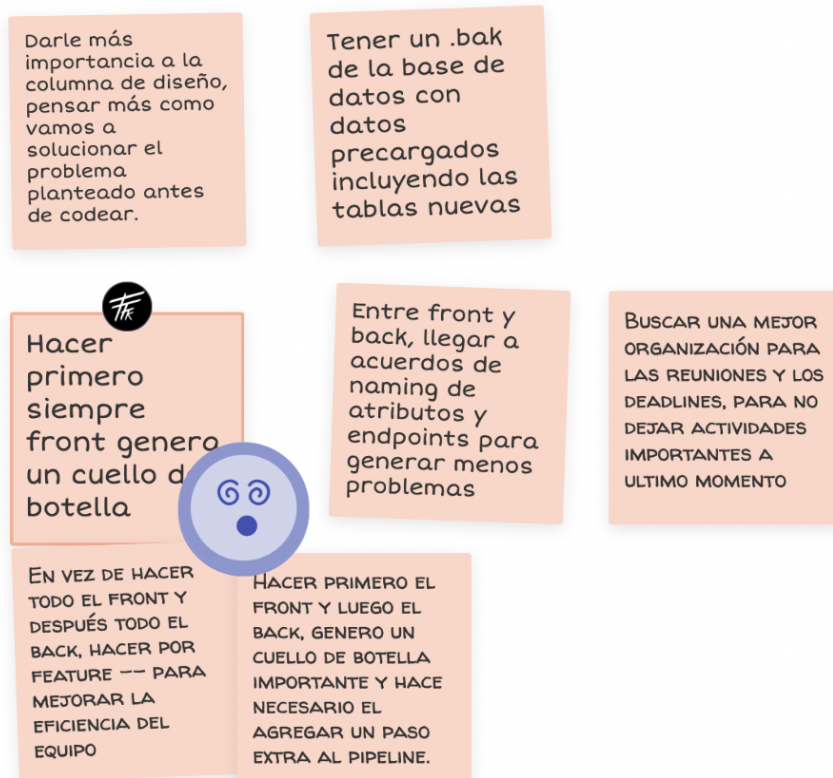 Darle más
importancia a la
columna de diseño,
pensar más como
vamos a
solucionar el
problema
planteado antes
de codear.
Tener un .bak
de la base de
datos con
datos
precargados
incluyendo las
tablas nuevas
Hacer
primero
siempre
front genero
un cuello d
botella
Entre front y
back, llegar a
acuerdos de
naming de
atributos y
endpoints para
generar menos
problemas
BUSCAR UNA MEJOR
ORGANIZACIÓN PARA
LAS REUNIONES Y LOS
DEADLINES, PARA NO
DEJAR ACTIVIDADES
IMPORTANTES A
ULTIMO MOMENTO
EN VEZ DE HACER
TODO EL FRONT Y
DESPUÉS TODO EL
BACK, HACER POR
FEATURE -- PARA
MEJORAR LA
EFICIENCIA DEL
EQUIPO
HACER PRIMERO EL
FRONT Y LUEGO EL
BACK, GENERO UN
CUELLO DE BOTELLA
IMPORTANTE Y HACE
NECESARIO EL
AGREGAR UN PASO
EXTRA AL PIPELINE.